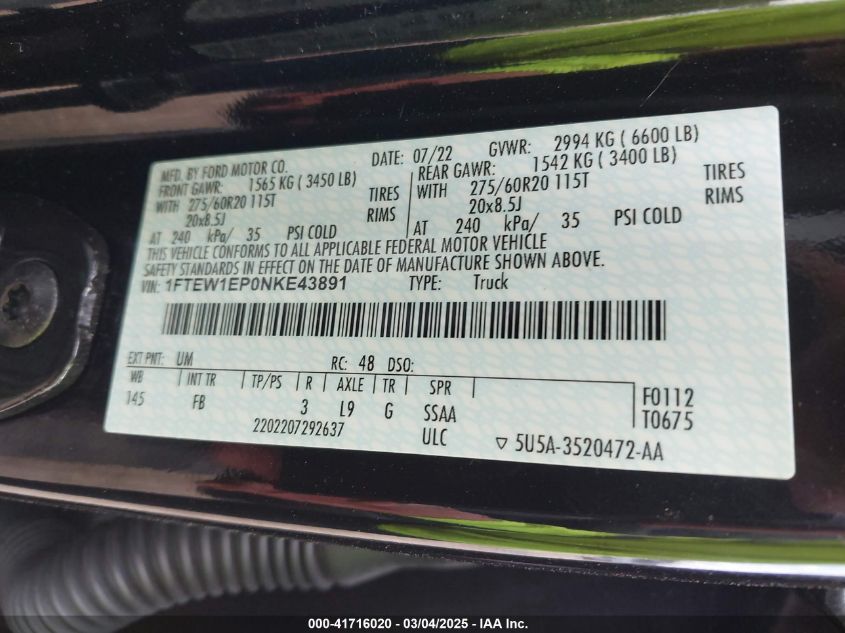 MFD. BY FORD MOTOR CO. DATE: 07/22 GVWR: 2994 KG ( 6600 LB)
FRONT GAWR: 1565 KG ( 3450 LB) REAR GAWR: 1542 KG ( 3400 LB)
WITH 275/60R20 115T TIRES WITH 275/60R20 115T TIRES
20x8.5J RIMS 20x8.5J RIMS
AT 240 kPa/ 35 PSI COLD AT 240 kPa/ 35 PSI COLD
THIS VEHICLE CONFORMS TO ALL APPLICABLE FEDERAL MOTOR VEHICLE
SAFETY STANDARDS IN EFFECT ON THE DATE OF MANUFACTURE SHOWN ABOVE.
VIN: 1FTEW1EP0NKE43891 TYPE: Truck
EXT PNT: UM RC: 48 DSO:
WB INT TR TP/PS R AXLE TR SPR
145 FB 3 L9 G SSAA F0112
2202207292637 ULC T0675
5U5A-3520472-AA
000-41716020 - 03/04/2025 - IAA Inc.